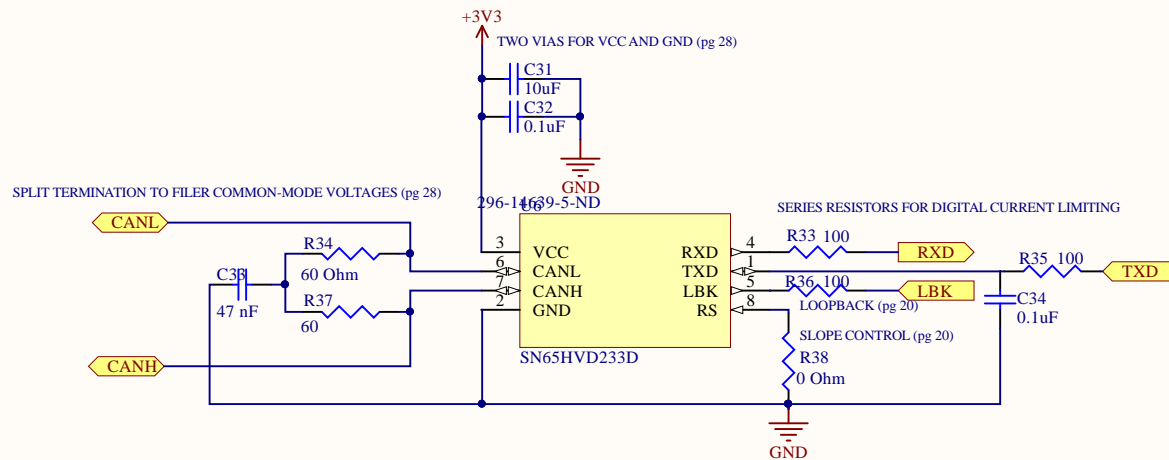 +3V3
TWO VIAS FOR VCC AND GND (pg 28)
C31
10uF
C32
0.1uF
GND
SPLIT TERMINATION TO FILER COMMON-MODE VOLTAGES (pg 28)
296-14639-5-ND
U6
SERIES RESISTORS FOR DIGITAL CURRENT LIMITING
CANL
R34
60 Ohm
C33
47 nF
R37
60
CANH
3 VCC
6 CANL
7 CANH
2 GND
RXD 4
TXD 1
LBK 5
RS 8
SN65HVD233D
R33 100
RXD
R35 100
TXD
R36 100
LBK
LOOPBACK (pg 20)
C34
0.1uF
SLOPE CONTROL (pg 20)
R38
0 Ohm
GND